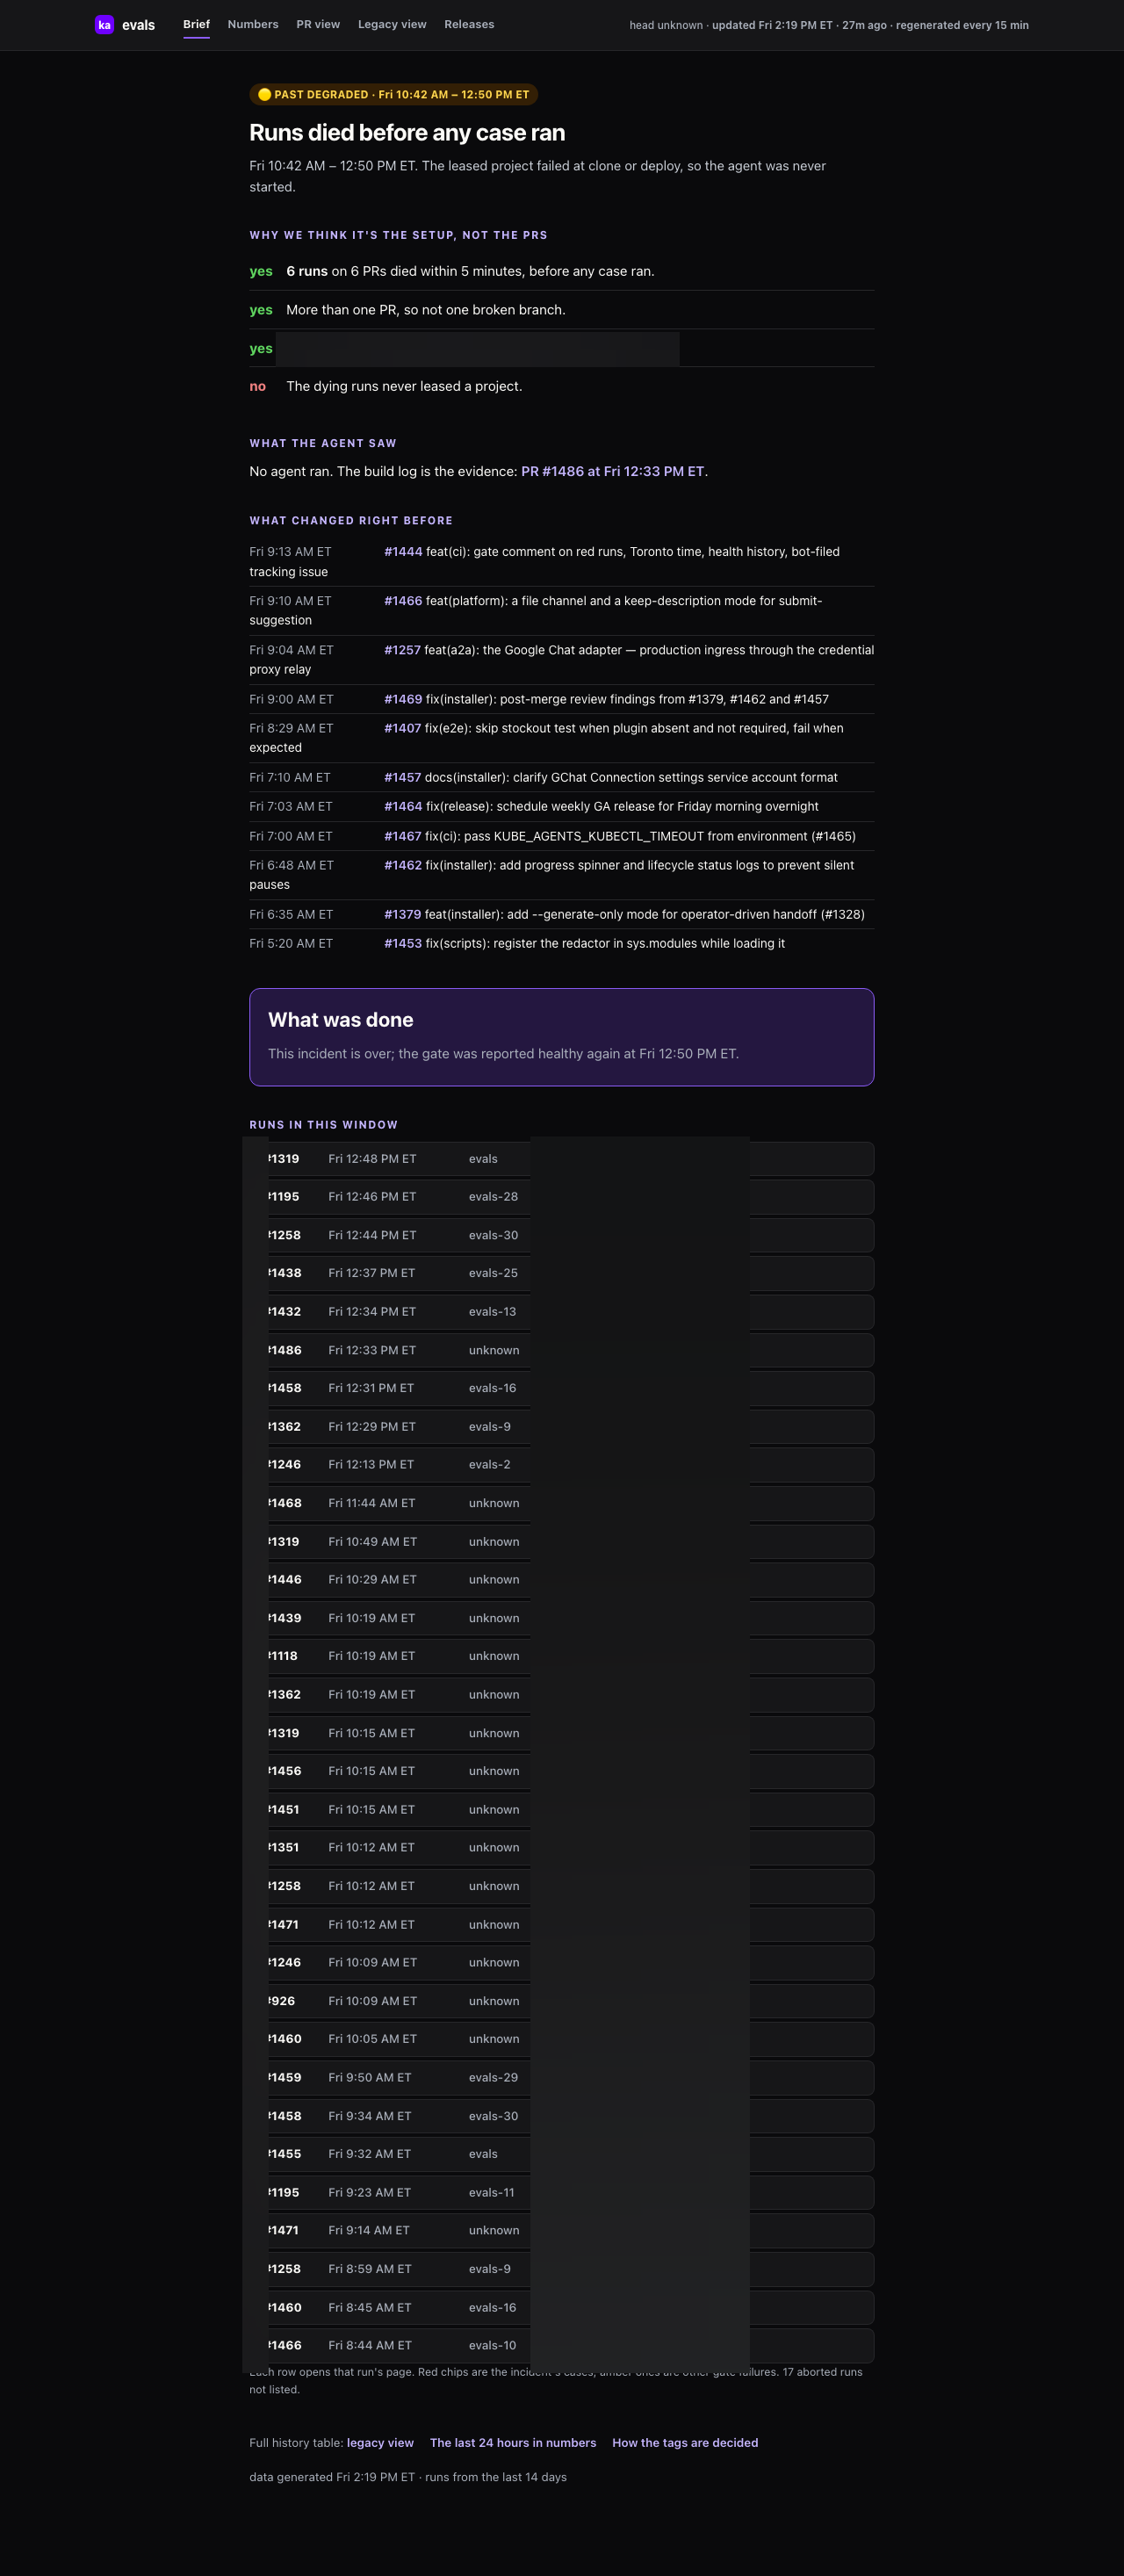 ka evals Brief Numbers PR view Legacy view Releases head unknown · updated Fri 2:19 PM ET · 27m ago · regenerated every 15 min
PAST DEGRADED · Fri 10:42 AM – 12:50 PM ET
Runs died before any case ran
Fri 10:42 AM – 12:50 PM ET. The leased project failed at clone or deploy, so the agent was never
started.
WHY WE THINK IT'S THE SETUP, NOT THE PRS
yes 6 runs on 6 PRs died within 5 minutes, before any case ran.
yes More than one PR, so not one broken branch.
yes
no The dying runs never leased a project.
WHAT THE AGENT SAW
No agent ran. The build log is the evidence: PR #1486 at Fri 12:33 PM ET.
WHAT CHANGED RIGHT BEFORE
Fri 9:13 AM ET #1444 feat(ci): gate comment on red runs, Toronto time, health history, bot-filed
tracking issue
Fri 9:10 AM ET #1466 feat(platform): a file channel and a keep-description mode for submit-
suggestion
Fri 9:04 AM ET #1257 feat(a2a): the Google Chat adapter — production ingress through the credential
proxy relay
Fri 9:00 AM ET #1469 fix(installer): post-merge review findings from #1379, #1462 and #1457
Fri 8:29 AM ET #1407 fix(e2e): skip stockout test when plugin absent and not required, fail when
expected
Fri 7:10 AM ET #1457 docs(installer): clarify GChat Connection settings service account format
Fri 7:03 AM ET #1464 fix(release): schedule weekly GA release for Friday morning overnight
Fri 7:00 AM ET #1467 fix(ci): pass KUBE_AGENTS_KUBECTL_TIMEOUT from environment (#1465)
Fri 6:48 AM ET #1462 fix(installer): add progress spinner and lifecycle status logs to prevent silent
pauses
Fri 6:35 AM ET #1379 feat(installer): add --generate-only mode for operator-driven handoff (#1328)
Fri 5:20 AM ET #1453 fix(scripts): register the redactor in sys.modules while loading it
What was done
This incident is over; the gate was reported healthy again at Fri 12:50 PM ET.
RUNS IN THIS WINDOW
#1319 Fri 12:48 PM ET evals
#1195 Fri 12:46 PM ET evals-28
#1258 Fri 12:44 PM ET evals-30
#1438 Fri 12:37 PM ET evals-25
#1432 Fri 12:34 PM ET evals-13
#1486 Fri 12:33 PM ET unknown
#1458 Fri 12:31 PM ET evals-16
#1362 Fri 12:29 PM ET evals-9
#1246 Fri 12:13 PM ET evals-2
#1468 Fri 11:44 AM ET unknown
#1319 Fri 10:49 AM ET unknown
#1446 Fri 10:29 AM ET unknown
#1439 Fri 10:19 AM ET unknown
#1118 Fri 10:19 AM ET unknown
#1362 Fri 10:19 AM ET unknown
#1319 Fri 10:15 AM ET unknown
#1456 Fri 10:15 AM ET unknown
#1451 Fri 10:15 AM ET unknown
#1351 Fri 10:12 AM ET unknown
#1258 Fri 10:12 AM ET unknown
#1471 Fri 10:12 AM ET unknown
#1246 Fri 10:09 AM ET unknown
#926 Fri 10:09 AM ET unknown
#1460 Fri 10:05 AM ET unknown
#1459 Fri 9:50 AM ET evals-29
#1458 Fri 9:34 AM ET evals-30
#1455 Fri 9:32 AM ET evals
#1195 Fri 9:23 AM ET evals-11
#1471 Fri 9:14 AM ET unknown
#1258 Fri 8:59 AM ET evals-9
#1460 Fri 8:45 AM ET evals-16
#1466 Fri 8:44 AM ET evals-10
Each row opens that run's page. Red chips are the incident's cases, amber ones are other gate failures. 17 aborted runs
not listed.
Full history table: legacy view The last 24 hours in numbers How the tags are decided
data generated Fri 2:19 PM ET · runs from the last 14 days